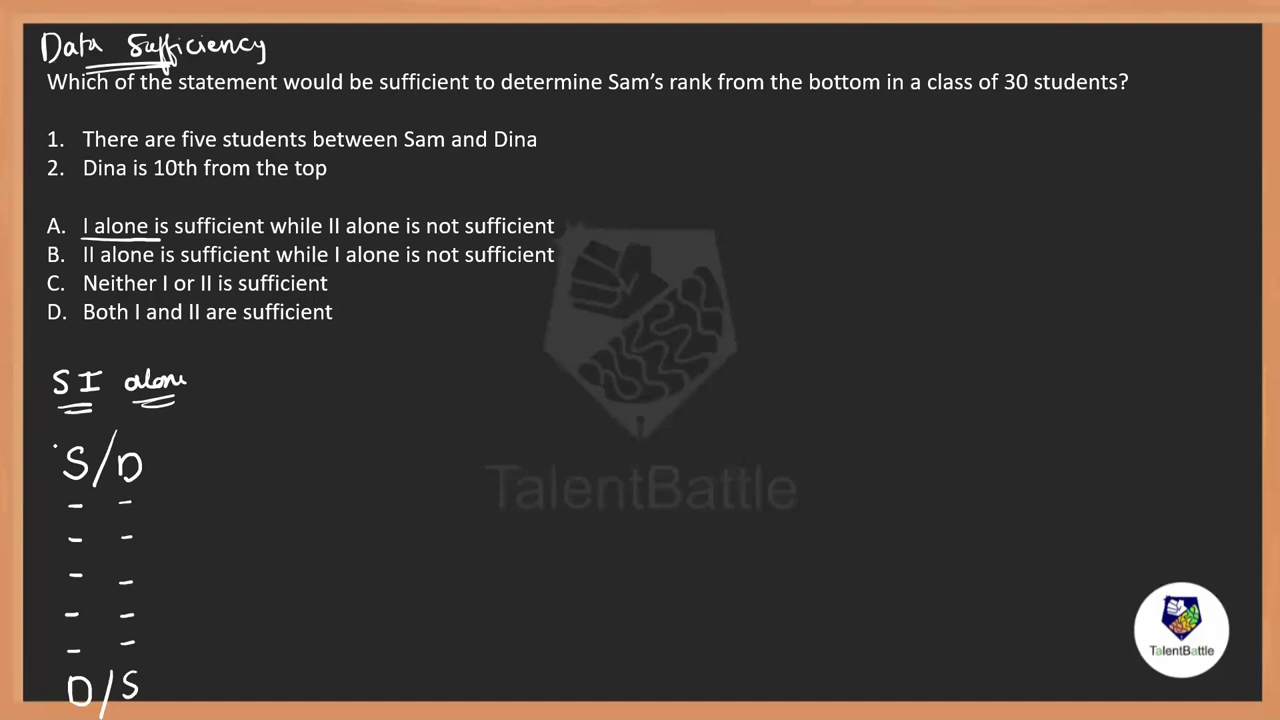 Data Sufficiency
Which of the statement would be sufficient to determine Sam's rank from the bottom in a class of 30 students?
1. There are five students between Sam and Dina
2. Dina is 10th from the top
A. I alone is sufficient while II alone is not sufficient
B. II alone is sufficient while I alone is not sufficient
C. Neither I or II is sufficient
D. Both I and II are sufficient
S I alone
S/D
- -
- -
- -
- -
- -
D/S
TalentBattle
TalentBattle